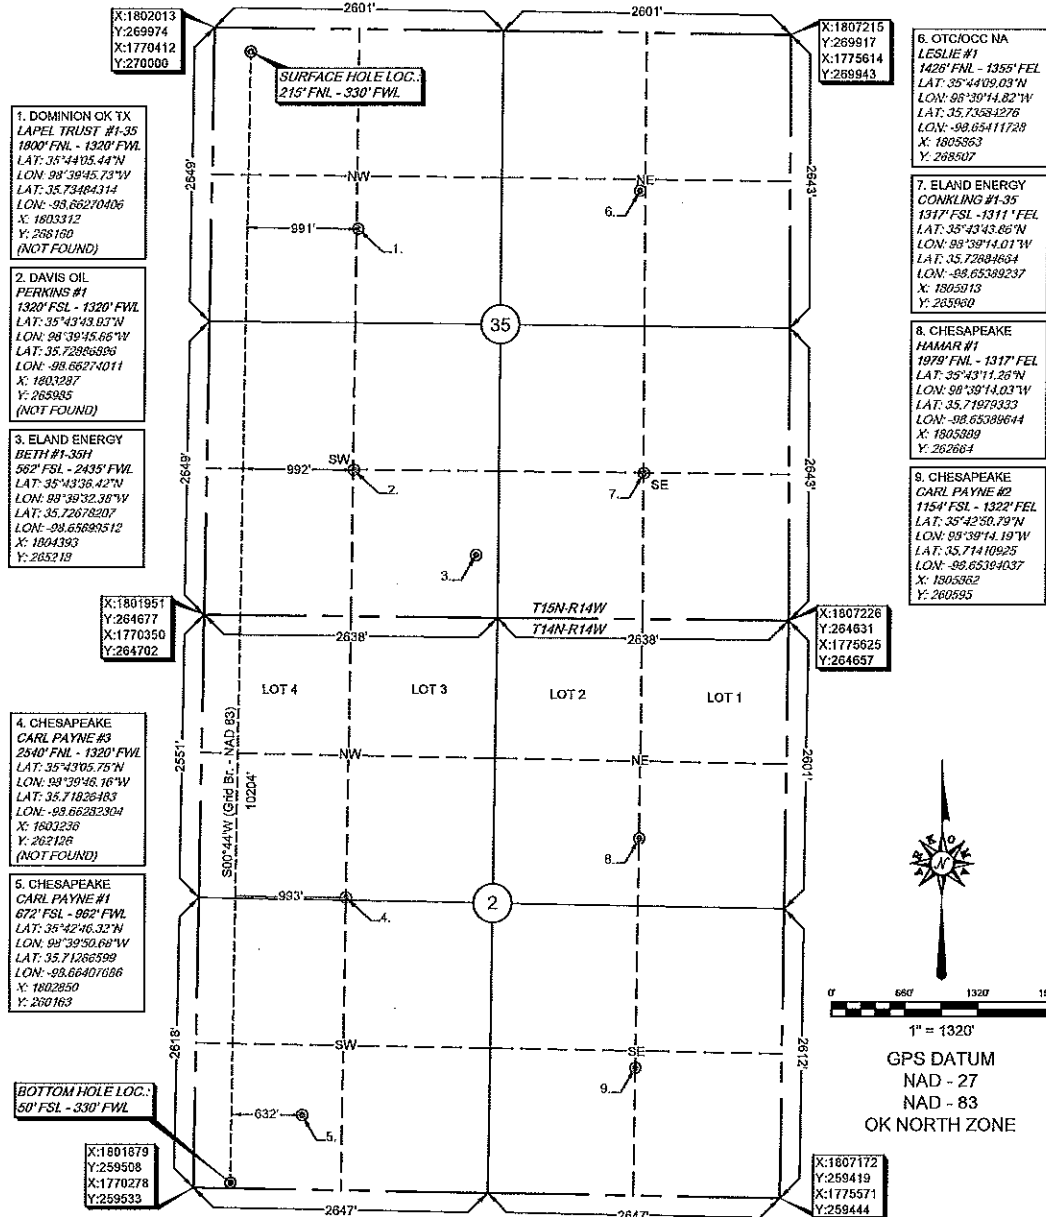 X:1802013
Y:269974
X:1770412
Y:270000
2601'
2601'
X:1807215
Y:269917
X:1775614
Y:269943
SURFACE HOLE LOC.:
215' FNL - 330' FWL
1. DOMINION OK TX
LAPEL TRUST #1-35
1800' FNL - 1320' FWL
LAT: 35°44'05.44"N
LON: 98°39'45.73"W
LAT: 35.73484314
LON: -98.66270406
X: 1803312
Y: 268160
(NOT FOUND)
2. DAVIS OIL
PERKINS #1
1320' FSL - 1320' FWL
LAT: 35°43'43.93"N
LON: 98°39'45.86"W
LAT: 35.72886896
LON: -98.66274011
X: 1803287
Y: 265985
(NOT FOUND)
3. ELAND ENERGY
BETH #1-35H
562' FSL - 2435' FWL
LAT: 35°43'36.42"N
LON: 98°39'32.38"W
LAT: 35.72678207
LON: -98.65899512
X: 1804393
Y: 265218
6. OTC/OCC NA
LESLIE #1
1426' FNL - 1355' FEL
LAT: 35°44'09.03"N
LON: 98°39'14.82"W
LAT: 35.73584276
LON: -98.65411728
X: 1805863
Y: 268507
7. ELAND ENERGY
CONKLING #1-35
1317' FSL - 1311' FEL
LAT: 35°43'43.86"N
LON: 98°39'14.01"W
LAT: 35.72884664
LON: -98.65389237
X: 1805913
Y: 265960
8. CHESAPEAKE
HAMAR #1
1979' FNL - 1317' FEL
LAT: 35°43'11.26"N
LON: 98°39'14.03"W
LAT: 35.71979333
LON: -98.65389644
X: 1805889
Y: 262664
9. CHESAPEAKE
CARL PAYNE #2
1154' FSL - 1322' FEL
LAT: 35°42'50.79"N
LON: 98°39'14.19"W
LAT: 35.71410925
LON: -98.65394037
X: 1805862
Y: 260595
2649'
NW
NE
6.
2643'
991'
1.
35
2649'
992'
SW
2.
7.
SE
2643'
3.
X:1801951
Y:264677
X:1770350
Y:264702
T15N-R14W
T14N-R14W
2638'
2638'
X:1807226
Y:264631
X:1775625
Y:264657
LOT 4
LOT 3
LOT 2
LOT 1
4. CHESAPEAKE
CARL PAYNE #3
2540' FNL - 1320' FWL
LAT: 35°43'05.75"N
LON: 98°39'46.16"W
LAT: 35.71826483
LON: -98.66282304
X: 1803236
Y: 262126
(NOT FOUND)
5. CHESAPEAKE
CARL PAYNE #1
672' FSL - 962' FWL
LAT: 35°42'46.32"N
LON: 98°39'50.68"W
LAT: 35.71286599
LON: -98.66407686
X: 1802850
Y: 260163
2551'
S00°44'W (Grid Br. - NAD 83)
10204'
NW
NE
2601'
8.
993'
4.
2
2618'
SW
SE
2612'
9.
632'
5.
BOTTOM HOLE LOC.:
50' FSL - 330' FWL
X:1801879
Y:259508
X:1770278
Y:259533
2647'
2647'
X:1807172
Y:259419
X:1775571
Y:259444
ARKOMA
N
0'
660'
1320'
1" = 1320'
GPS DATUM
NAD - 27
NAD - 83
OK NORTH ZONE